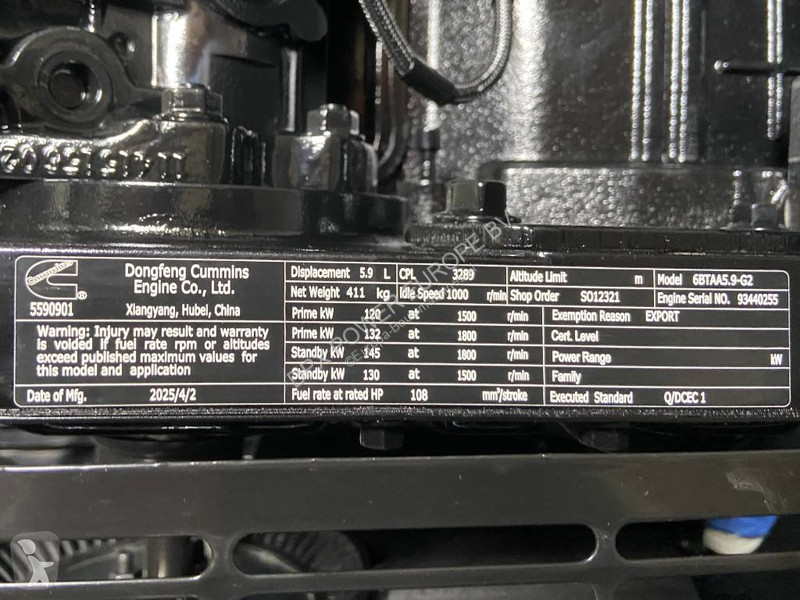 Cummins ®
5590901
Dongfeng Cummins
Engine Co., Ltd.
Xiangyang, Hubei, China
Warning: Injury may result and warranty
is voided if fuel rate rpm or altitudes
exceed published maximum values for
this model and application
Date of Mfg. 2025/4/2
Displacement 5.9 L CPL 3289 Altitude Limit m Model 6BTAA5.9-G2
Net Weight 411 kg Idle Speed 1000 r/min Shop Order SO12321 Engine Serial NO. 93440255
Prime kW 120 at 1500 r/min Exemption Reason EXPORT
Prime kW 132 at 1800 r/min Cert. Level
Standby kW 145 at 1800 r/min Power Range kW
Standby kW 130 at 1500 r/min Family
Fuel rate at rated HP 108 mm³/stroke Executed Standard Q/DCEC 1